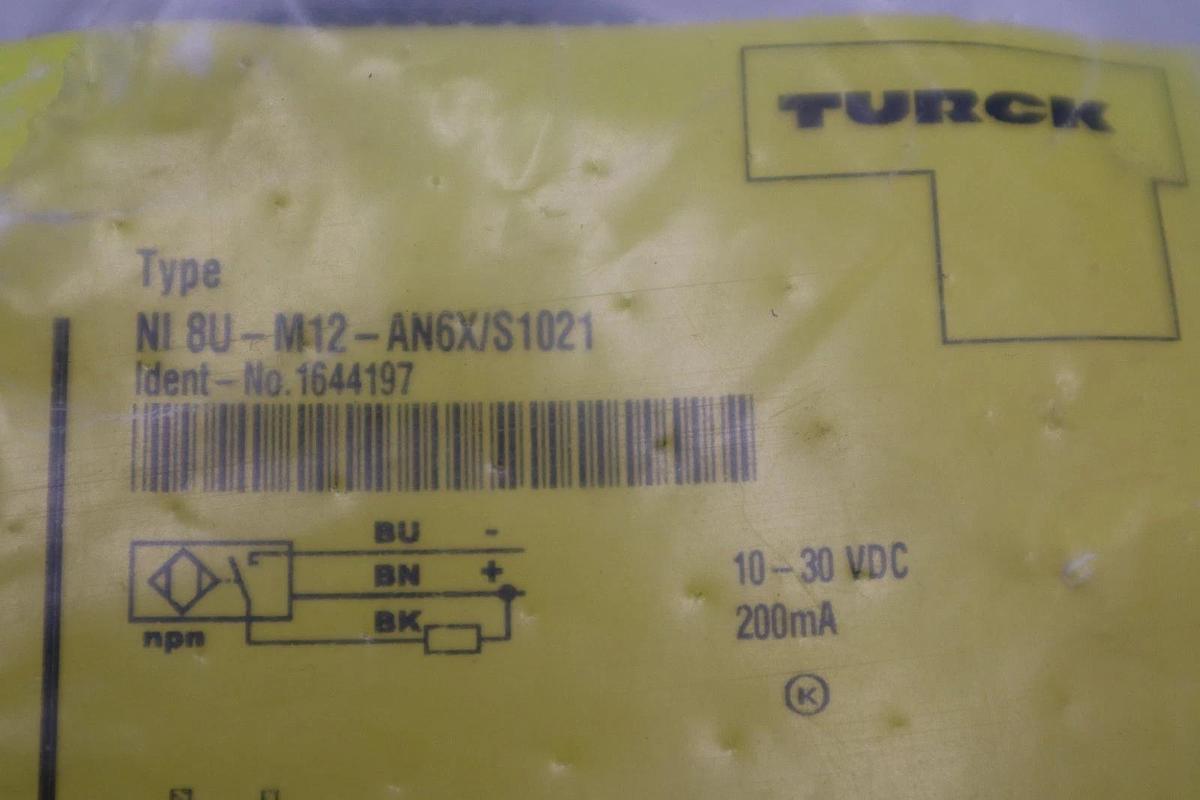 TURCK
Type
NI 8U-M12-AN6X/S1021
Ident-No. 1644197
BU -
BN +
BK
npn
10-30 VDC
200mA
K